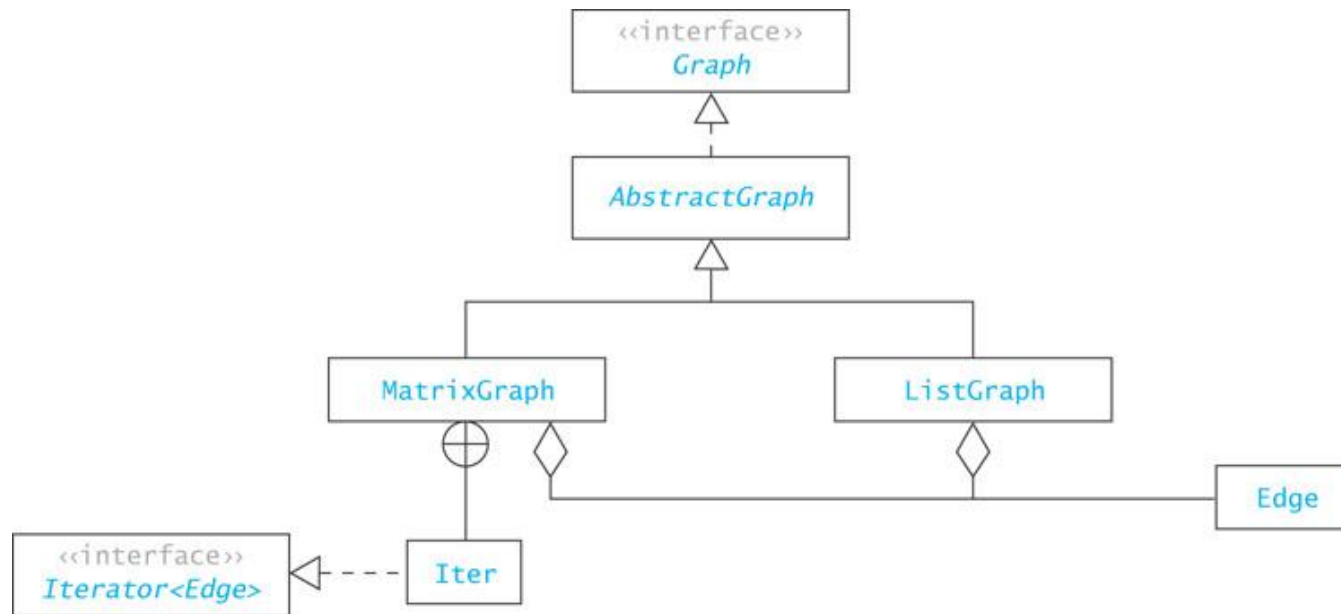 ‹‹interface››
Graph
AbstractGraph
MatrixGraph
ListGraph
Edge
‹‹interface››
Iterator<Edge>
Iter